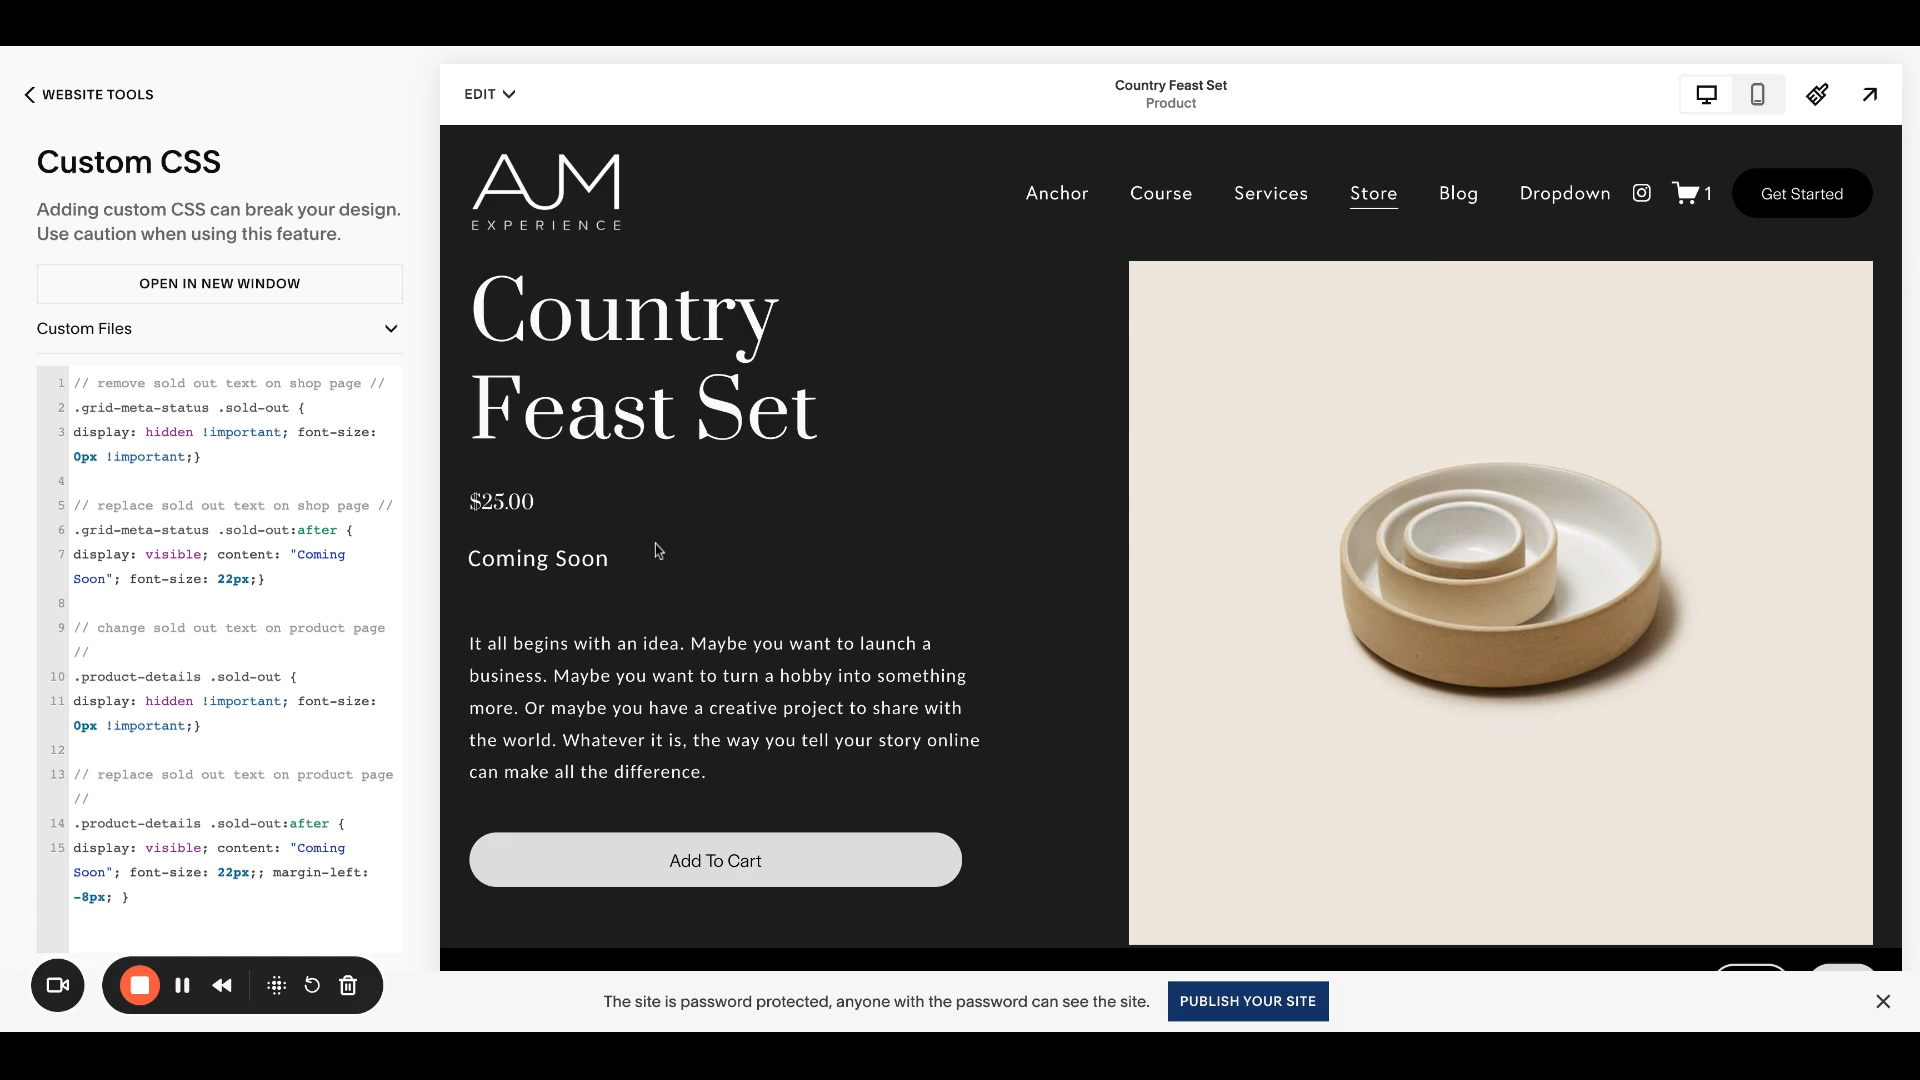 WEBSITE TOOLS
Custom CSS
Adding custom CSS can break your design.
Use caution when using this feature.
OPEN IN NEW WINDOW
Custom Files
1 // remove sold out text on shop page //
2 .grid-meta-status .sold-out {
3 display: hidden !important; font-size:
0px !important;}
4
5 // replace sold out text on shop page //
6 .grid-meta-status .sold-out:after {
7 display: visible; content: "Coming
Soon"; font-size: 22px;}
8
9 // change sold out text on product page
//
10 .product-details .sold-out {
11 display: hidden !important; font-size:
0px !important;}
12
13 // replace sold out text on product page
//
14 .product-details .sold-out:after {
15 display: visible; content: "Coming
Soon"; font-size: 22px;; margin-left:
-8px; }
EDIT
Country Feast Set
Product
AJM
EXPERIENCE
Anchor Course Services Store Blog Dropdown 1 Get Started
Country
Feast Set
$25.00
Coming Soon
It all begins with an idea. Maybe you want to launch a
business. Maybe you want to turn a hobby into something
more. Or maybe you have a creative project to share with
the world. Whatever it is, the way you tell your story online
can make all the difference.
Add To Cart
The site is password protected, anyone with the password can see the site. PUBLISH YOUR SITE